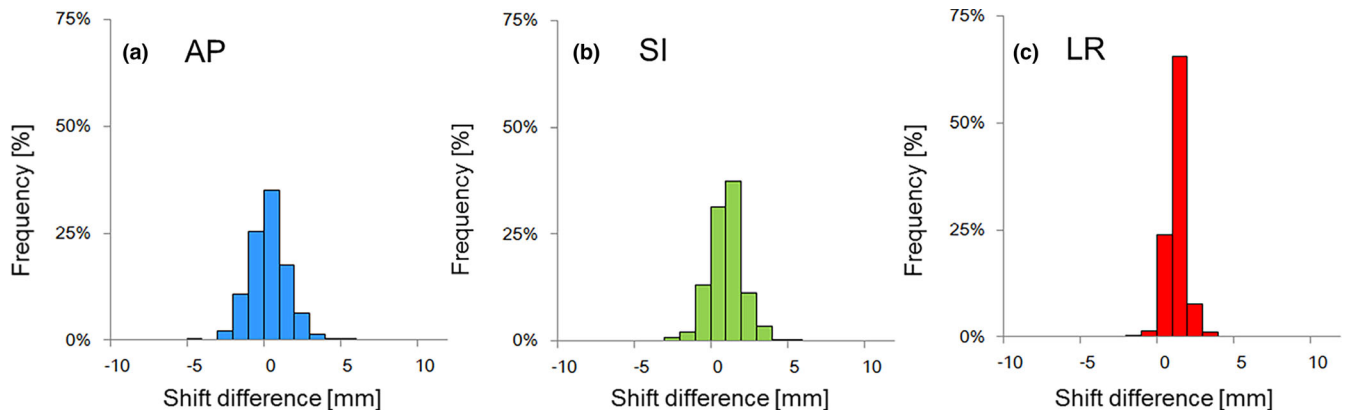 (a) AP
75%
50%
25%
0%
Frequency [%]
-10 -5 0 5 10
Shift difference [mm]
(b) SI
75%
50%
25%
0%
Frequency [%]
-10 -5 0 5 10
Shift difference [mm]
(c) LR
75%
50%
25%
0%
Frequency [%]
-10 -5 0 5 10
Shift difference [mm]